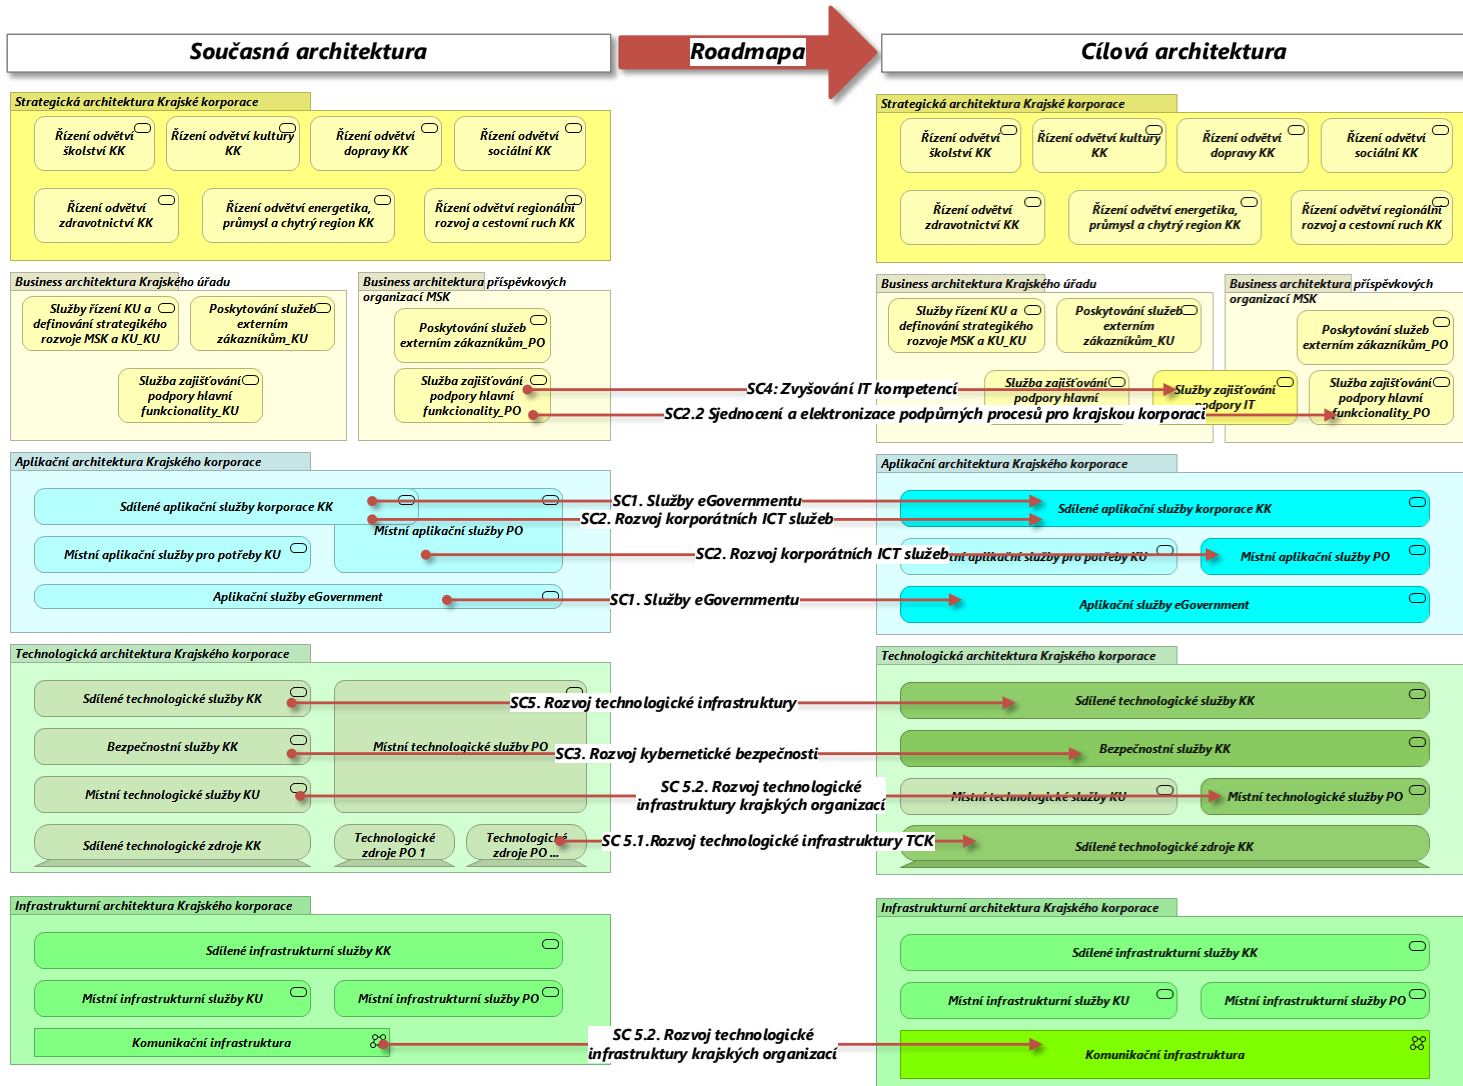 Současná architektura
Roadmapa
Cílová architektura
Strategická architektura Krajské korporace
Řízení odvětví
školství KK
Řízení odvětví kultury
KK
Řízení odvětví
dopravy KK
Řízení odvětví
sociální KK
Řízení odvětví
zdravotnictví KK
Řízení odvětví energetika,
průmysl a chytrý region KK
Řízení odvětví regionální
rozvoj a cestovní ruch KK
Business architektura Krajského úřadu
Služby řízení KU a
definování strategikého
rozvoje MSK a KU_KU
Poskytování služeb
externím
zákazníkům_KU
Služba zajišťování
podpory hlavní
funkcionality_KU
Business architektura příspěvkových
organizací MSK
Poskytování služeb
externím zákazníkům_PO
Služba zajišťování
podpory hlavní
funkcionality_PO
Aplikační architektura Krajského korporace
Sdílené aplikační služby korporace KK
Místní aplikační služby PO
Místní aplikační služby pro potřeby KU
Aplikační služby eGovernment
Technologická architektura Krajského korporace
Sdílené technologické služby KK
Bezpečnostní služby KK
Místní technologické služby PO
Místní technologické služby KU
Sdílené technologické zdroje KK
Technologické
zdroje PO 1
Technologické
zdroje PO ...
Infrastrukturní architektura Krajského korporace
Sdílené infrastrukturní služby KK
Místní infrastrukturní služby KU
Místní infrastrukturní služby PO
Komunikační infrastruktura
SC4: Zvyšování IT kompetencí
SC2.2 Sjednocení a elektronizace podpůrných procesů pro krajskou korporaci
SC1. Služby eGovernmentu
SC2. Rozvoj korporátních ICT služeb
SC2. Rozvoj korporátních ICT služeb
SC1. Služby eGovernmentu
SC5. Rozvoj technologické infrastruktury
SC3. Rozvoj kybernetické bezpečnosti
SC 5.2. Rozvoj technologické
infrastruktury krajských organizací
SC 5.1.Rozvoj technologické infrastruktury TCK
SC 5.2. Rozvoj technologické
infrastruktury krajských organizací
Strategická architektura Krajské korporace
Řízení odvětví
školství KK
Řízení odvětví kultury
KK
Řízení odvětví
dopravy KK
Řízení odvětví
sociální KK
Řízení odvětví
zdravotnictví KK
Řízení odvětví energetika,
průmysl a chytrý region KK
Řízení odvětví regionální
rozvoj a cestovní ruch KK
Business architektura Krajského úřadu
Služby řízení KU a
definování strategikého
rozvoje MSK a KU_KU
Poskytování služeb
externím
zákazníkům_KU
Služba zajišťování
podpory hlavní
Služby zajišťování
podpory IT
Business architektura příspěvkových
organizací MSK
Poskytování služeb
externím zákazníkům_PO
Služba zajišťování
podpory hlavní
funkcionality_PO
Aplikační architektura Krajského korporace
Sdílené aplikační služby korporace KK
aplikační služby pro potřeby KU
Místní aplikační služby PO
Aplikační služby eGovernment
Technologická architektura Krajského korporace
Sdílené technologické služby KK
Bezpečnostní služby KK
Místní technologické služby KU
Místní technologické služby PO
Sdílené technologické zdroje KK
Infrastrukturní architektura Krajského korporace
Sdílené infrastrukturní služby KK
Místní infrastrukturní služby KU
Místní infrastrukturní služby PO
Komunikační infrastruktura